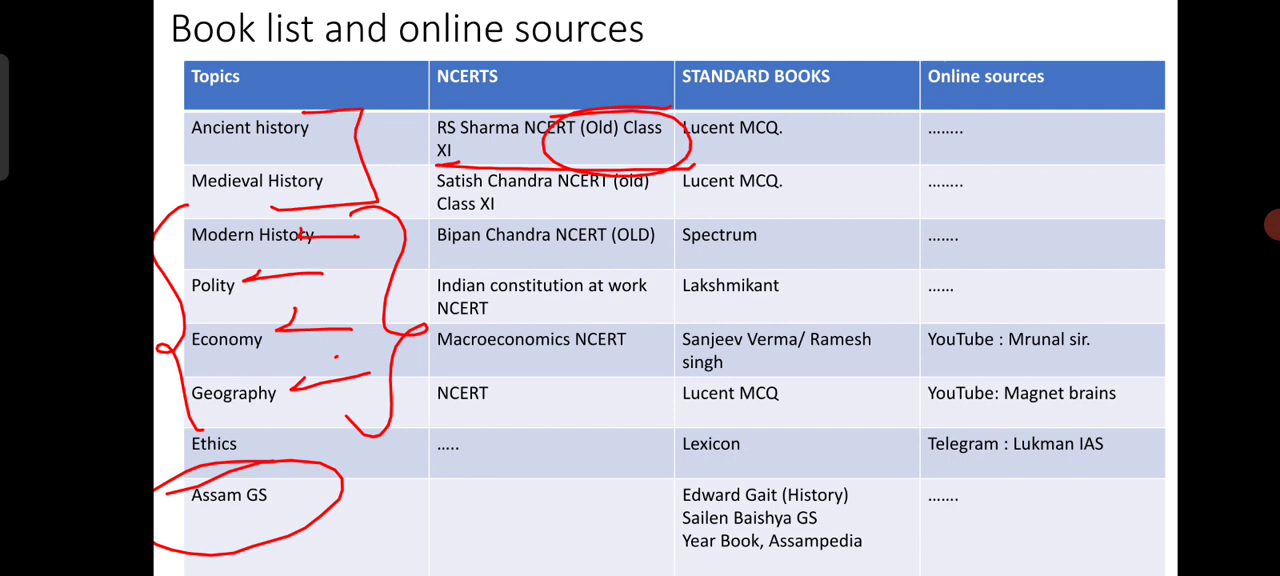 Book list and online sources
Topics NCERTS STANDARD BOOKS Online sources
Ancient history RS Sharma NCERT (Old) Class Lucent MCQ. ........
XI
Medieval History Satish Chandra NCERT (old) Lucent MCQ. ........
Class XI
Modern History Bipan Chandra NCERT (OLD) Spectrum .......
Polity Indian constitution at work Lakshmikant ......
NCERT
Economy Macroeconomics NCERT Sanjeev Verma/ Ramesh YouTube : Mrunal sir.
singh
Geography NCERT Lucent MCQ YouTube: Magnet brains
Ethics ..... Lexicon Telegram : Lukman IAS
Assam GS Edward Gait (History) .......
Sailen Baishya GS
Year Book, Assampedia